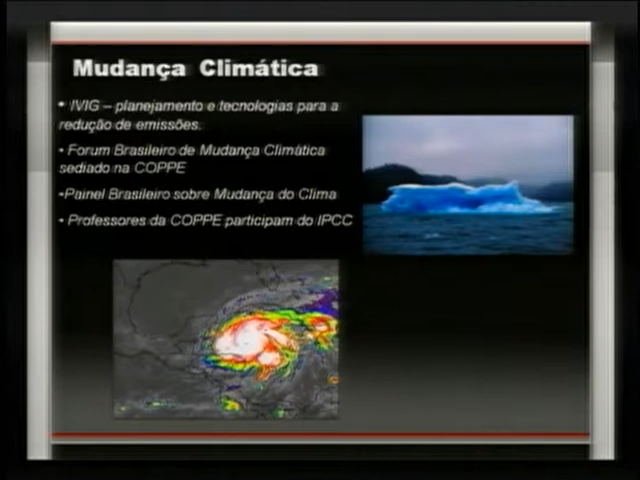 Mudança Climática
• IVIG – planejamento e tecnologias para a
redução de emissões.
• Forum Brasileiro de Mudança Climática
sediado na COPPE
•Painel Brasileiro sobre Mudança do Clima
• Professores da COPPE participam do IPCC